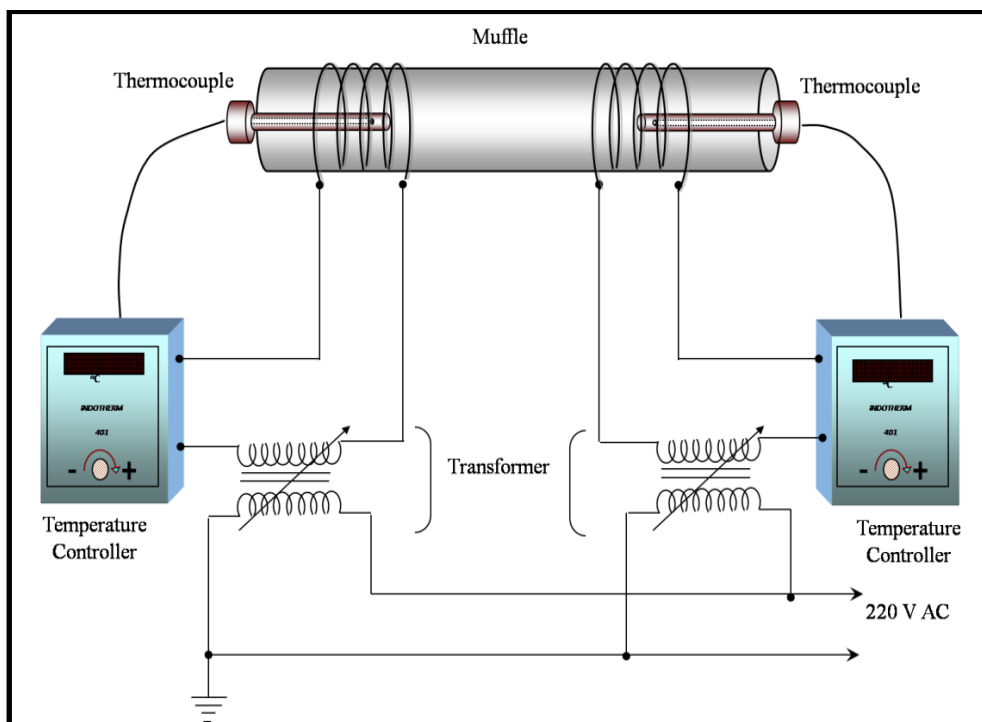 Muffle
Thermocouple
Thermocouple
°C
INDOTHERM
401
- +
Temperature
Controller
Transformer
°C
INDOTHERM
401
- +
Temperature
Controller
220 V AC